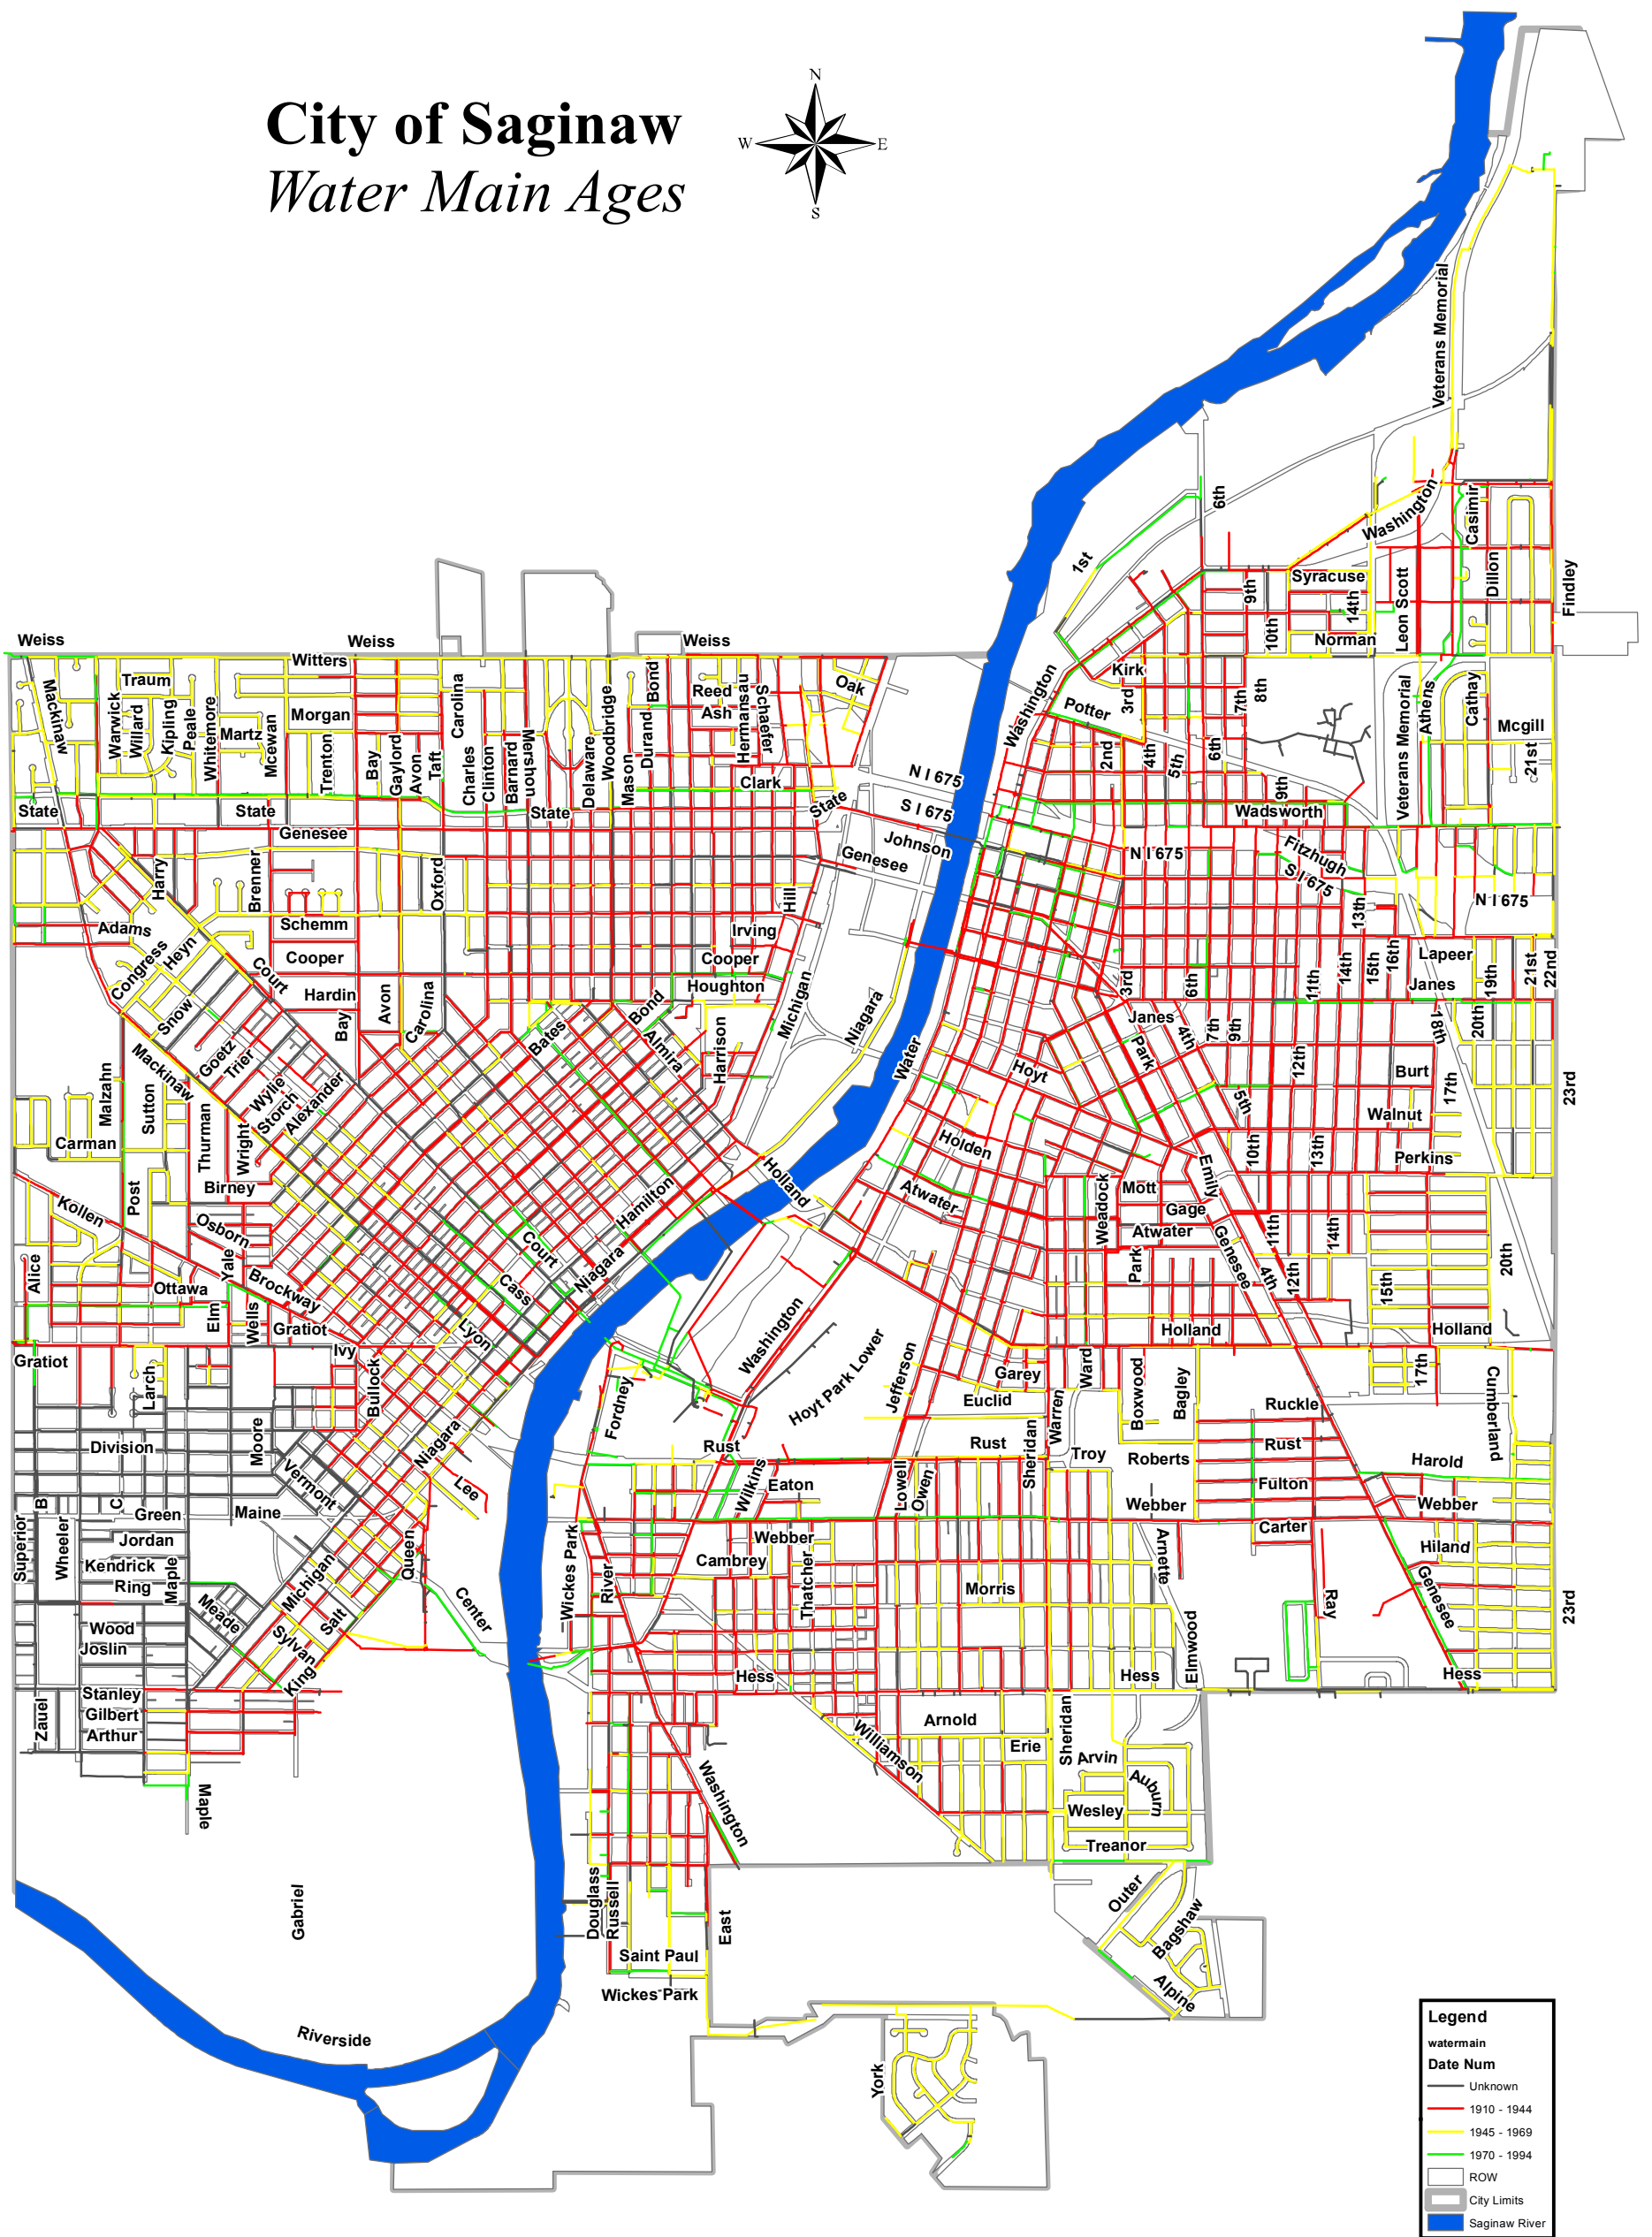 City of Saginaw
Water Main Ages
N
W
E
S
Veterans Memorial
6th
Washington
Casimir
1st
Syracuse
9th
14th
Leon Scott
Dillon
Findley
10th
Norman
Weiss
Weiss
Weiss
Witters
Mackinaw
Traum
Warwick
Willard
Kipling
Peale
Whitemore
Martz
Mcewan
Morgan
Trenton
Bay
Gaylord
Avon
Taft
Carolina
Charles
Clinton
Barnard
Mershon
Delaware
Woodbridge
Mason
Durand
Bond
Reed
Ash
Hermansau
Schaefer
Oak
Clark
Washington
Kirk
3rd
Potter
2nd
4th
5th
6th
7th
8th
9th
Veterans Memorial
Athens
Cathay
Mcgill
21st
N I 675
S I 675
State
State
State
State
Genesee
Johnson
Genesee
Wadsworth
N I 675
Fitzhugh
S I 675
N I 675
Harry
Brenner
Oxford
Schemm
Adams
Congress
Heyn
Court
Cooper
Hardin
Snow
Goetz
Trier
Bay
Avon
Carolina
Hill
Irving
Cooper
Houghton
Bond
Bates
Almira
Harrison
Michigan
Niagara
Water
13th
3rd
6th
11th
14th
15th
16th
Lapeer
Janes
19th
21st
22nd
Janes
4th
7th
9th
18th
20th
Park
Hoyt
12th
Burt
17th
23rd
5th
Walnut
Malzahn
Sutton
Mackinaw
Wylie
Storch
Alexander
Carman
Thurman
Wright
Post
Birney
Kollen
Osborn
Yale
Brockway
Alice
Ottawa
Elm
Wells
Gratiot
Gratiot
Ivy
Larch
Bullock
Lyon
Cass
Court
Niagara
Hamilton
Holland
Holden
Atwater
10th
13th
Perkins
Emily
Mott
Weadock
Gage
Atwater
Park
Genesee
11th
14th
4th
12th
15th
20th
Holland
Holland
Washington
Hoyt Park Lower
Jefferson
Garey
Ward
Euclid
Boxwood
Bagley
17th
Cumberland
Ruckle
Fordney
Division
Moore
Vermont
Niagara
Lee
Rust
Rust
Sheridan
Warren
Troy
Roberts
Rust
Harold
Wilkins
Eaton
Lowell
Owen
Webber
Fulton
Webber
B
C
Green
Maine
Superior
Wheeler
Jordan
Kendrick
Ring
Maple
Meade
Michigan
Salt
Queen
Center
Wickes Park
River
Webber
Cambrey
Thatcher
Morris
Arnette
Carter
Hiland
Ray
Genesee
23rd
Wood
Joslin
Sylvan
King
Stanley
Gilbert
Arthur
Zauel
Maple
Hess
Hess
Elmwood
Hess
Arnold
Sheridan
Erie
Williamson
Arvin
Auburn
Wesley
Treanor
Washington
Gabriel
Douglass
Russell
East
Saint Paul
Wickes Park
Outer
Bagshaw
Alpine
Riverside
York
Legend
watermain
Date Num
Unknown
1910 - 1944
1945 - 1969
1970 - 1994
ROW
City Limits
Saginaw River